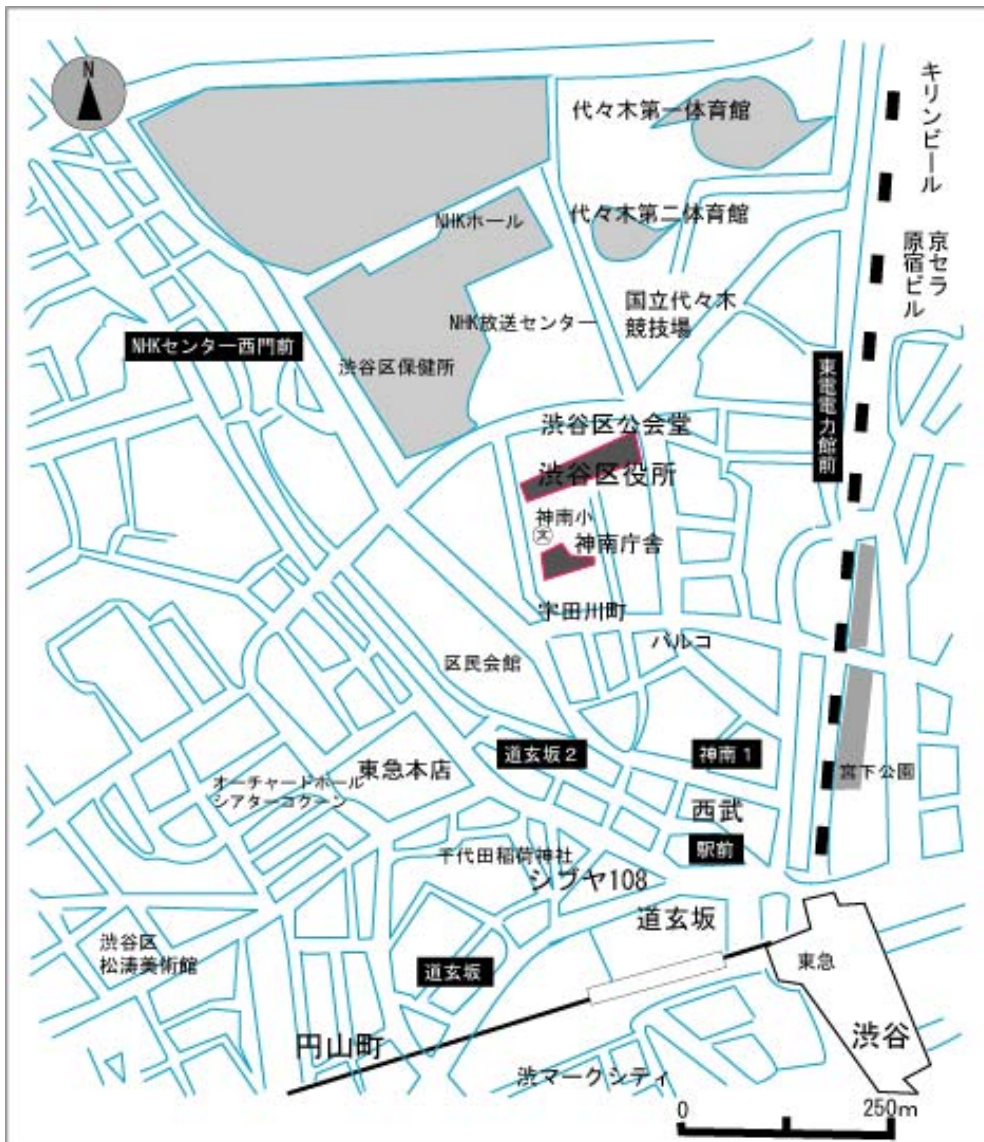 N
キリンビール
代々木第一体育館
代々木第二体育館
NHKホール
京セラ
原宿ビル
国立代々木
競技場
NHK放送センター
NHKセンター西門前
渋谷区保健所
東電電力館前
渋谷区公会堂
渋谷区役所
神南小
文
神南庁舎
宇田川町
パルコ
区民会館
道玄坂2
神南1
東急本店
宮下公園
オーチャードホール
シアターコクーン
西武
駅前
千代田稲荷神社
シブヤ108
道玄坂
渋谷区
松涛美術館
道玄坂
東急
渋谷
円山町
渋マークシティ
0
250m